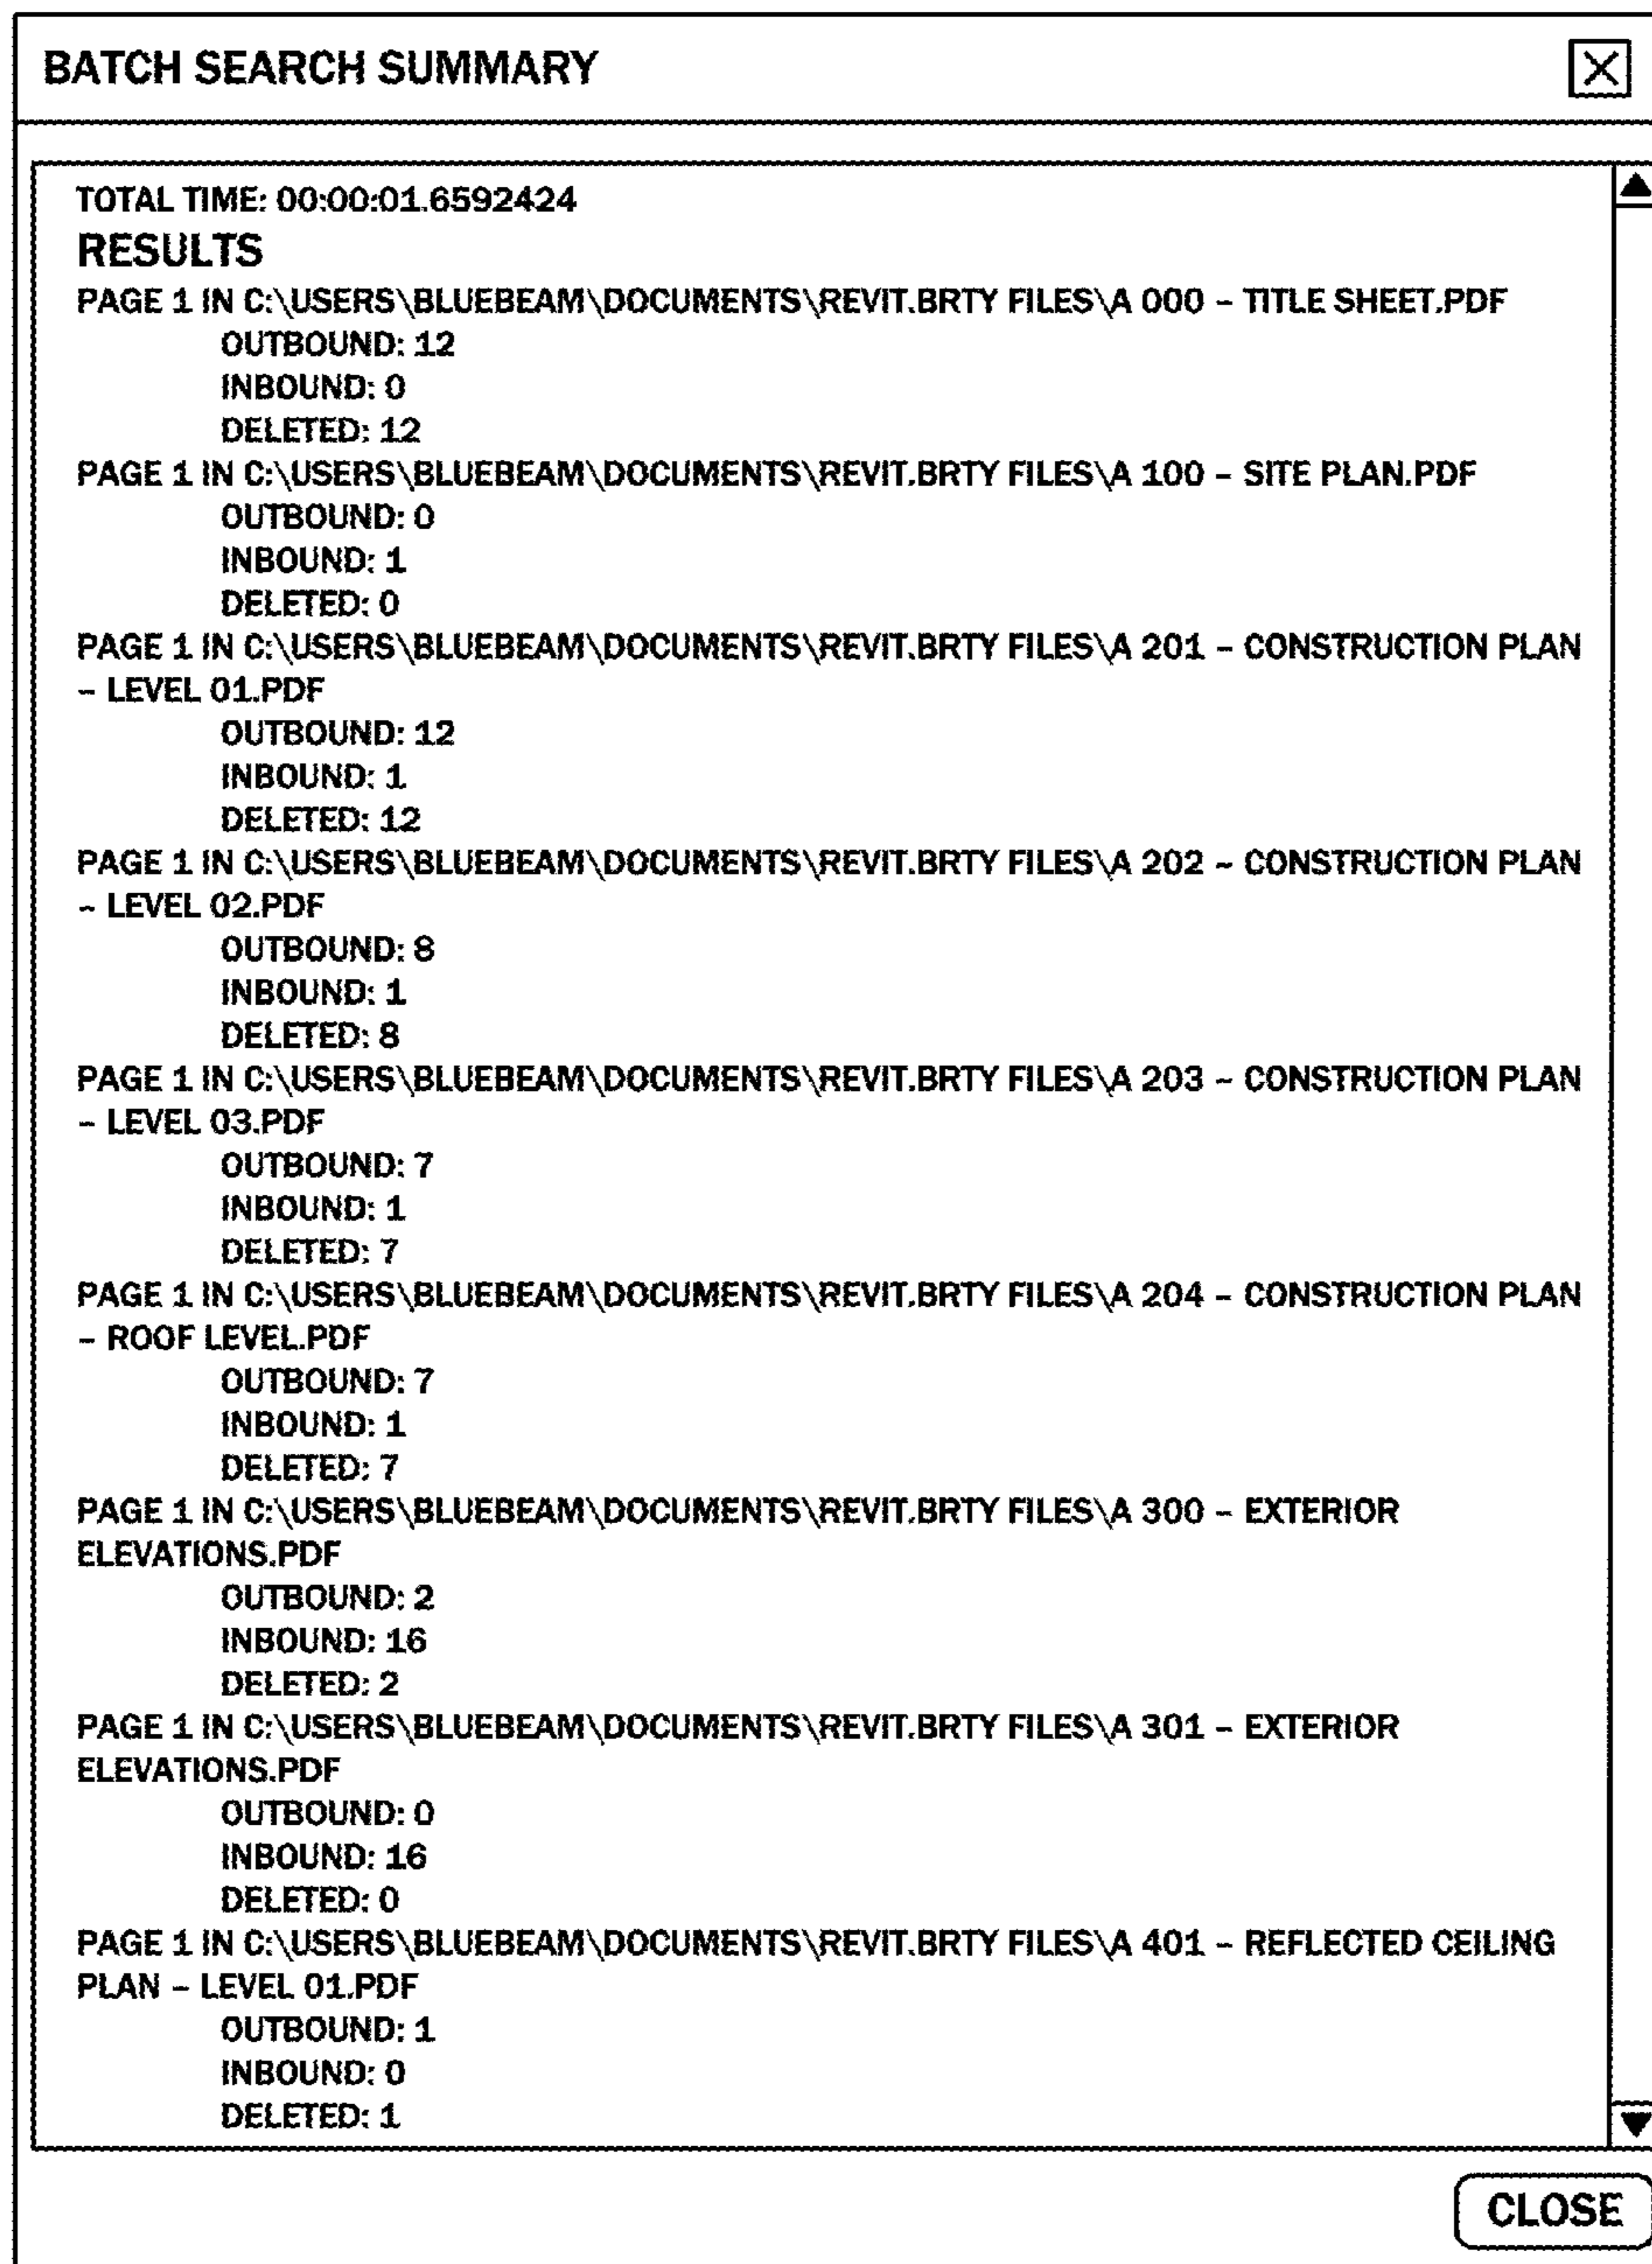 BATCH SEARCH SUMMARY
TOTAL TIME: 00:00:01.6592424
RESULTS
PAGE 1 IN C:\USERS\BLUEBEAM\DOCUMENTS\REVIT.BRTY FILES\A 000 – TITLE SHEET.PDF
OUTBOUND: 12
INBOUND: 0
DELETED: 12
PAGE 1 IN C:\USERS\BLUEBEAM\DOCUMENTS\REVIT.BRTY FILES\A 100 – SITE PLAN.PDF
OUTBOUND: 0
INBOUND: 1
DELETED: 0
PAGE 1 IN C:\USERS\BLUEBEAM\DOCUMENTS\REVIT.BRTY FILES\A 201 – CONSTRUCTION PLAN
– LEVEL 01.PDF
OUTBOUND: 12
INBOUND: 1
DELETED: 12
PAGE 1 IN C:\USERS\BLUEBEAM\DOCUMENTS\REVIT.BRTY FILES\A 202 – CONSTRUCTION PLAN
– LEVEL 02.PDF
OUTBOUND: 8
INBOUND: 1
DELETED: 8
PAGE 1 IN C:\USERS\BLUEBEAM\DOCUMENTS\REVIT.BRTY FILES\A 203 – CONSTRUCTION PLAN
– LEVEL 03.PDF
OUTBOUND: 7
INBOUND: 1
DELETED: 7
PAGE 1 IN C:\USERS\BLUEBEAM\DOCUMENTS\REVIT.BRTY FILES\A 204 – CONSTRUCTION PLAN
– ROOF LEVEL.PDF
OUTBOUND: 7
INBOUND: 1
DELETED: 7
PAGE 1 IN C:\USERS\BLUEBEAM\DOCUMENTS\REVIT.BRTY FILES\A 300 – EXTERIOR
ELEVATIONS.PDF
OUTBOUND: 2
INBOUND: 16
DELETED: 2
PAGE 1 IN C:\USERS\BLUEBEAM\DOCUMENTS\REVIT.BRTY FILES\A 301 – EXTERIOR
ELEVATIONS.PDF
OUTBOUND: 0
INBOUND: 16
DELETED: 0
PAGE 1 IN C:\USERS\BLUEBEAM\DOCUMENTS\REVIT.BRTY FILES\A 401 – REFLECTED CEILING
PLAN – LEVEL 01.PDF
OUTBOUND: 1
INBOUND: 0
DELETED: 1
CLOSE